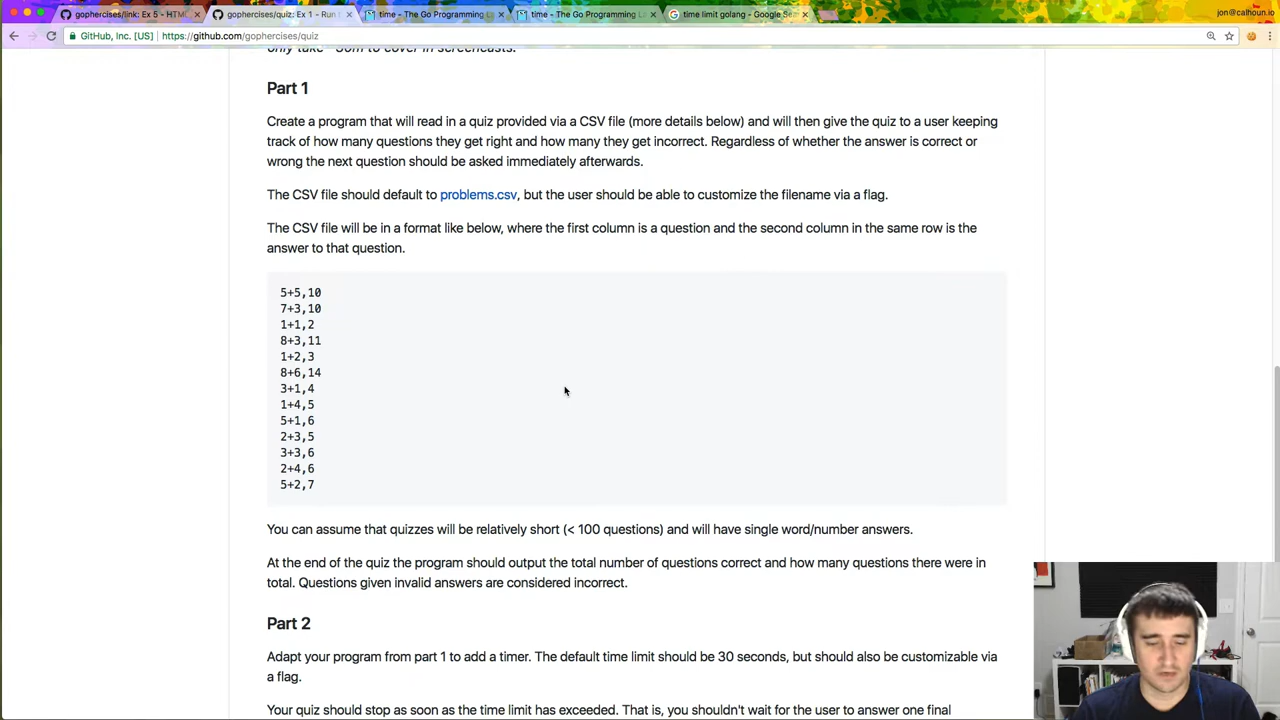 gophercises/link: Ex 5 - HTM
gophercises/quiz: Ex 1 - Run
time - The Go Programming L
time - The Go Programming L
time limit golang - Google Sea
jon@calhoun.io
GitHub, Inc. [US]
https://github.com/gophercises/quiz
only take ~30m to cover in screencasts.
Part 1
Create a program that will read in a quiz provided via a CSV file (more details below) and will then give the quiz to a user keeping
track of how many questions they get right and how many they get incorrect. Regardless of whether the answer is correct or
wrong the next question should be asked immediately afterwards.
The CSV file should default to problems.csv, but the user should be able to customize the filename via a flag.
The CSV file will be in a format like below, where the first column is a question and the second column in the same row is the
answer to that question.
5+5,10
7+3,10
1+1,2
8+3,11
1+2,3
8+6,14
3+1,4
1+4,5
5+1,6
2+3,5
3+3,6
2+4,6
5+2,7
You can assume that quizzes will be relatively short (< 100 questions) and will have single word/number answers.
At the end of the quiz the program should output the total number of questions correct and how many questions there were in
total. Questions given invalid answers are considered incorrect.
Part 2
Adapt your program from part 1 to add a timer. The default time limit should be 30 seconds, but should also be customizable via
a flag.
Your quiz should stop as soon as the time limit has exceeded. That is, you shouldn't wait for the user to answer one final